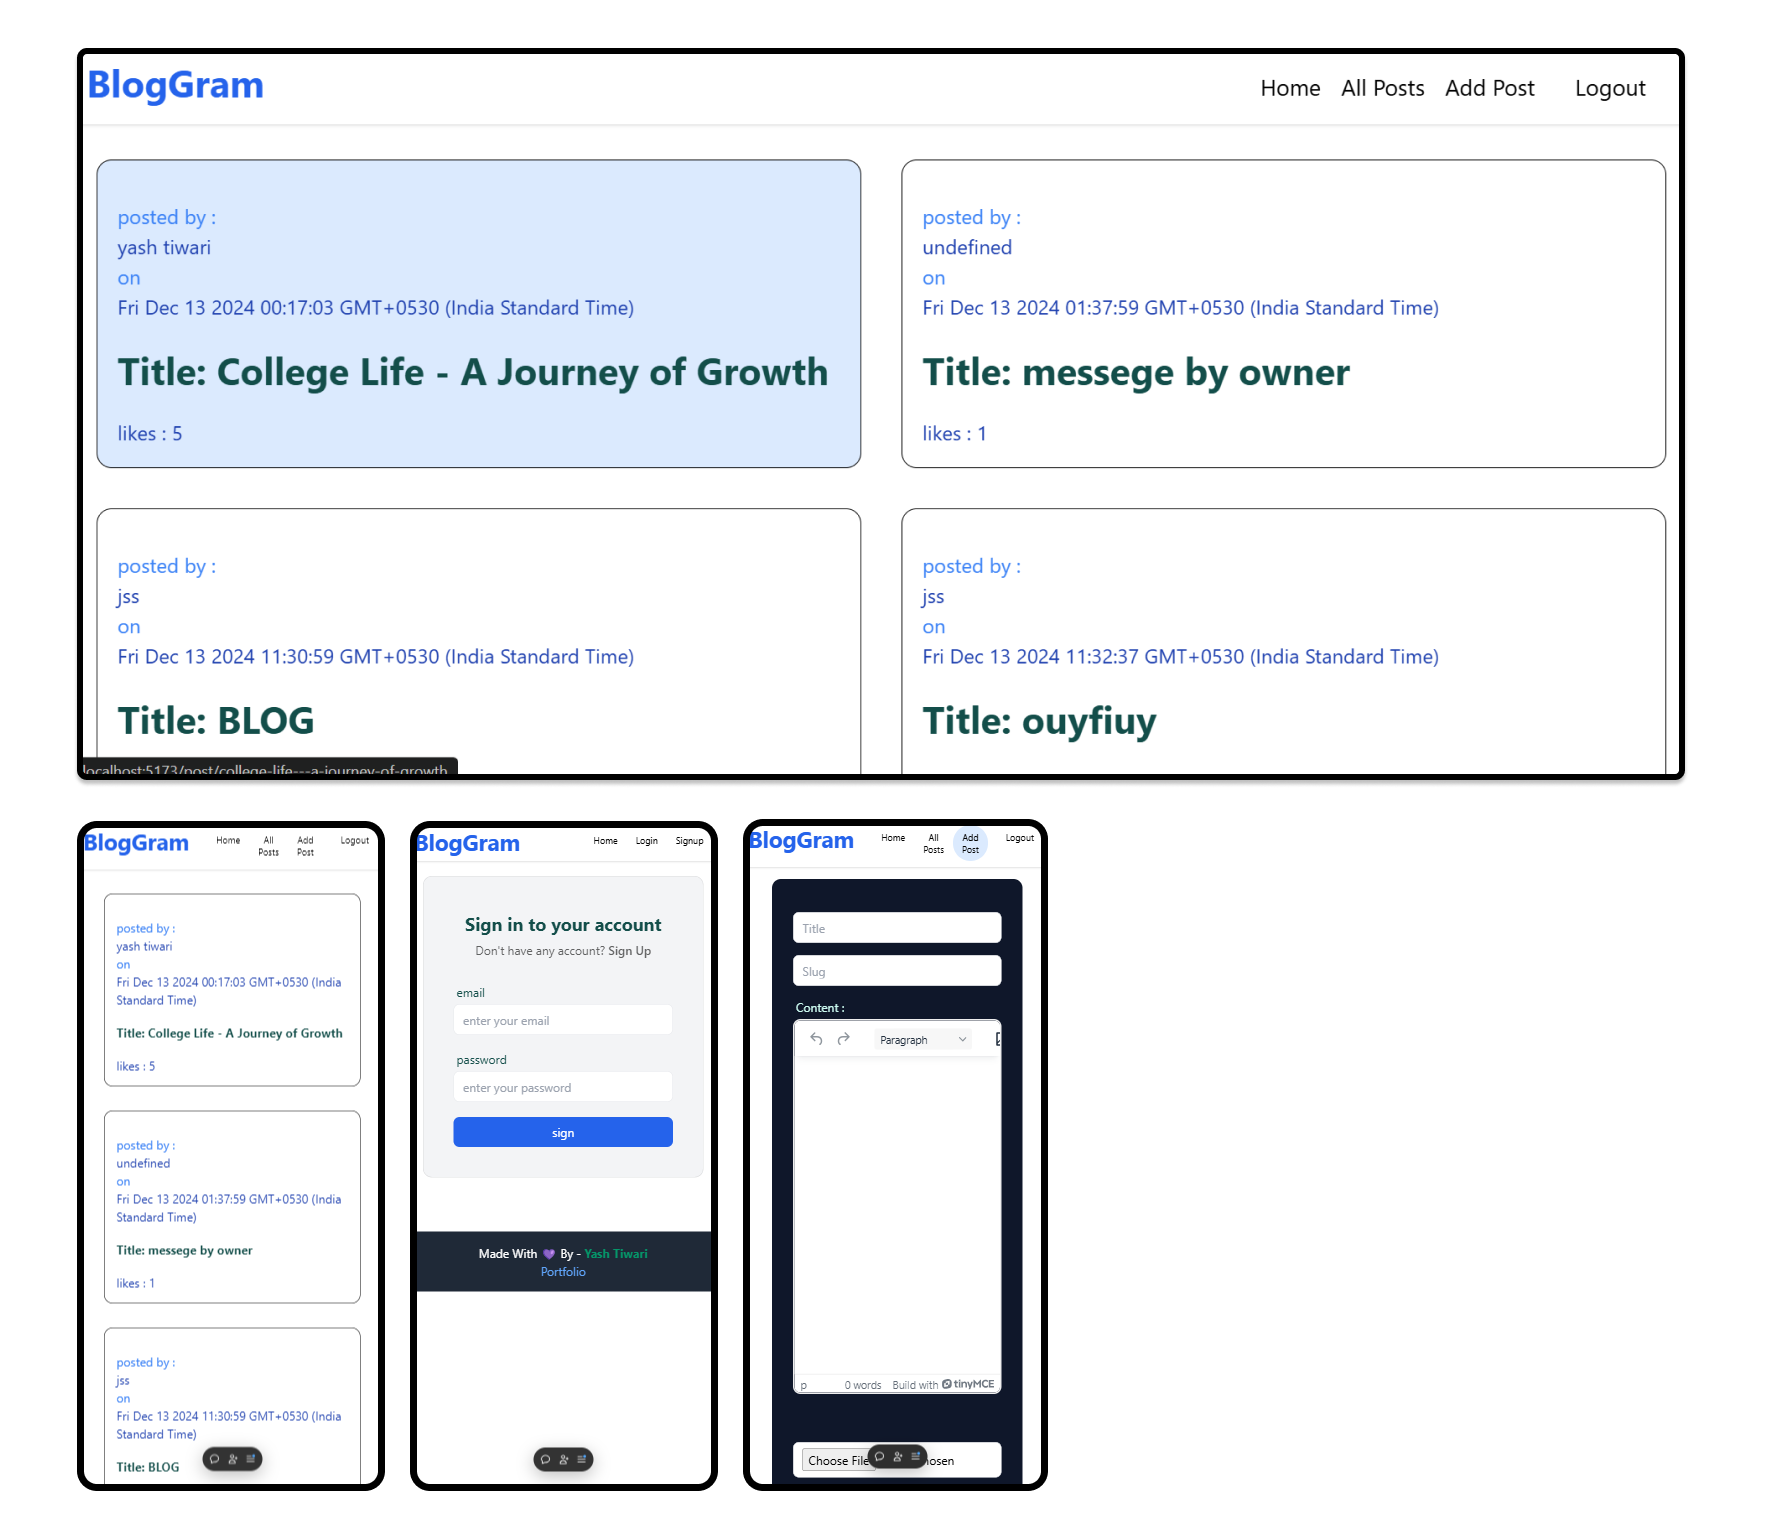 BlogGram
Home All Posts Add Post Logout
posted by :
yash tiwari
on
Fri Dec 13 2024 00:17:03 GMT+0530 (India Standard Time)
Title: College Life - A Journey of Growth
likes : 5
posted by :
undefined
on
Fri Dec 13 2024 01:37:59 GMT+0530 (India Standard Time)
Title: messege by owner
likes : 1
posted by :
jss
on
Fri Dec 13 2024 11:30:59 GMT+0530 (India Standard Time)
Title: BLOG
posted by :
jss
on
Fri Dec 13 2024 11:32:37 GMT+0530 (India Standard Time)
Title: ouyfiuy
localhost:5173/post/college-life---a-journey-of-growth
BlogGram
Home All Add Logout
Posts Post
posted by :
yash tiwari
on
Fri Dec 13 2024 00:17:03 GMT+0530 (India
Standard Time)
Title: College Life - A Journey of Growth
likes : 5
posted by :
undefined
on
Fri Dec 13 2024 01:37:59 GMT+0530 (India
Standard Time)
Title: messege by owner
likes : 1
posted by :
jss
on
Fri Dec 13 2024 11:30:59 GMT+0530 (India
Standard Time)
Title: BLOG
BlogGram
Home Login Signup
Sign in to your account
Don't have any account? Sign Up
email
enter your email
password
enter your password
sign
Made With 💜 By - Yash Tiwari
Portfolio
BlogGram
Home All Add Logout
Posts Post
Title
Slug
Content :
Paragraph
p 0 words Build with tinyMCE
Choose File